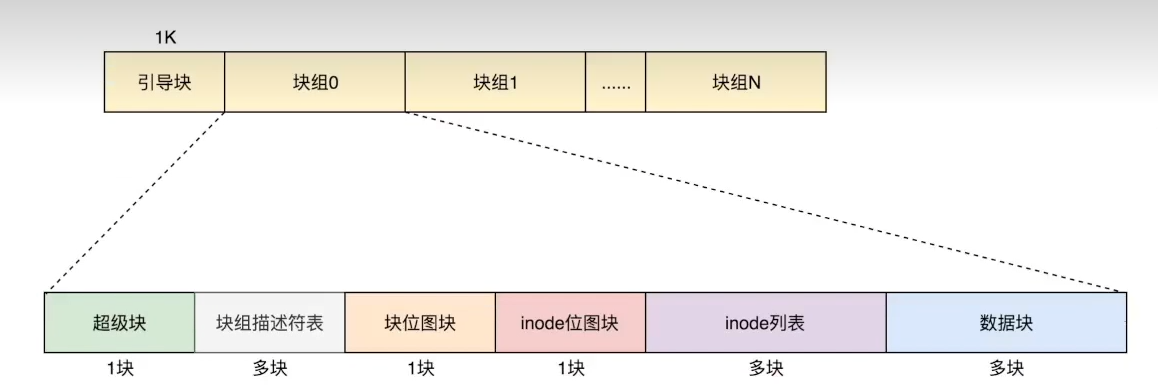 1K
引导块 块组0 块组1 ...... 块组N
超级块 块组描述符表 块位图块 inode位图块 inode列表 数据块
1块 多块 1块 1块 多块 多块